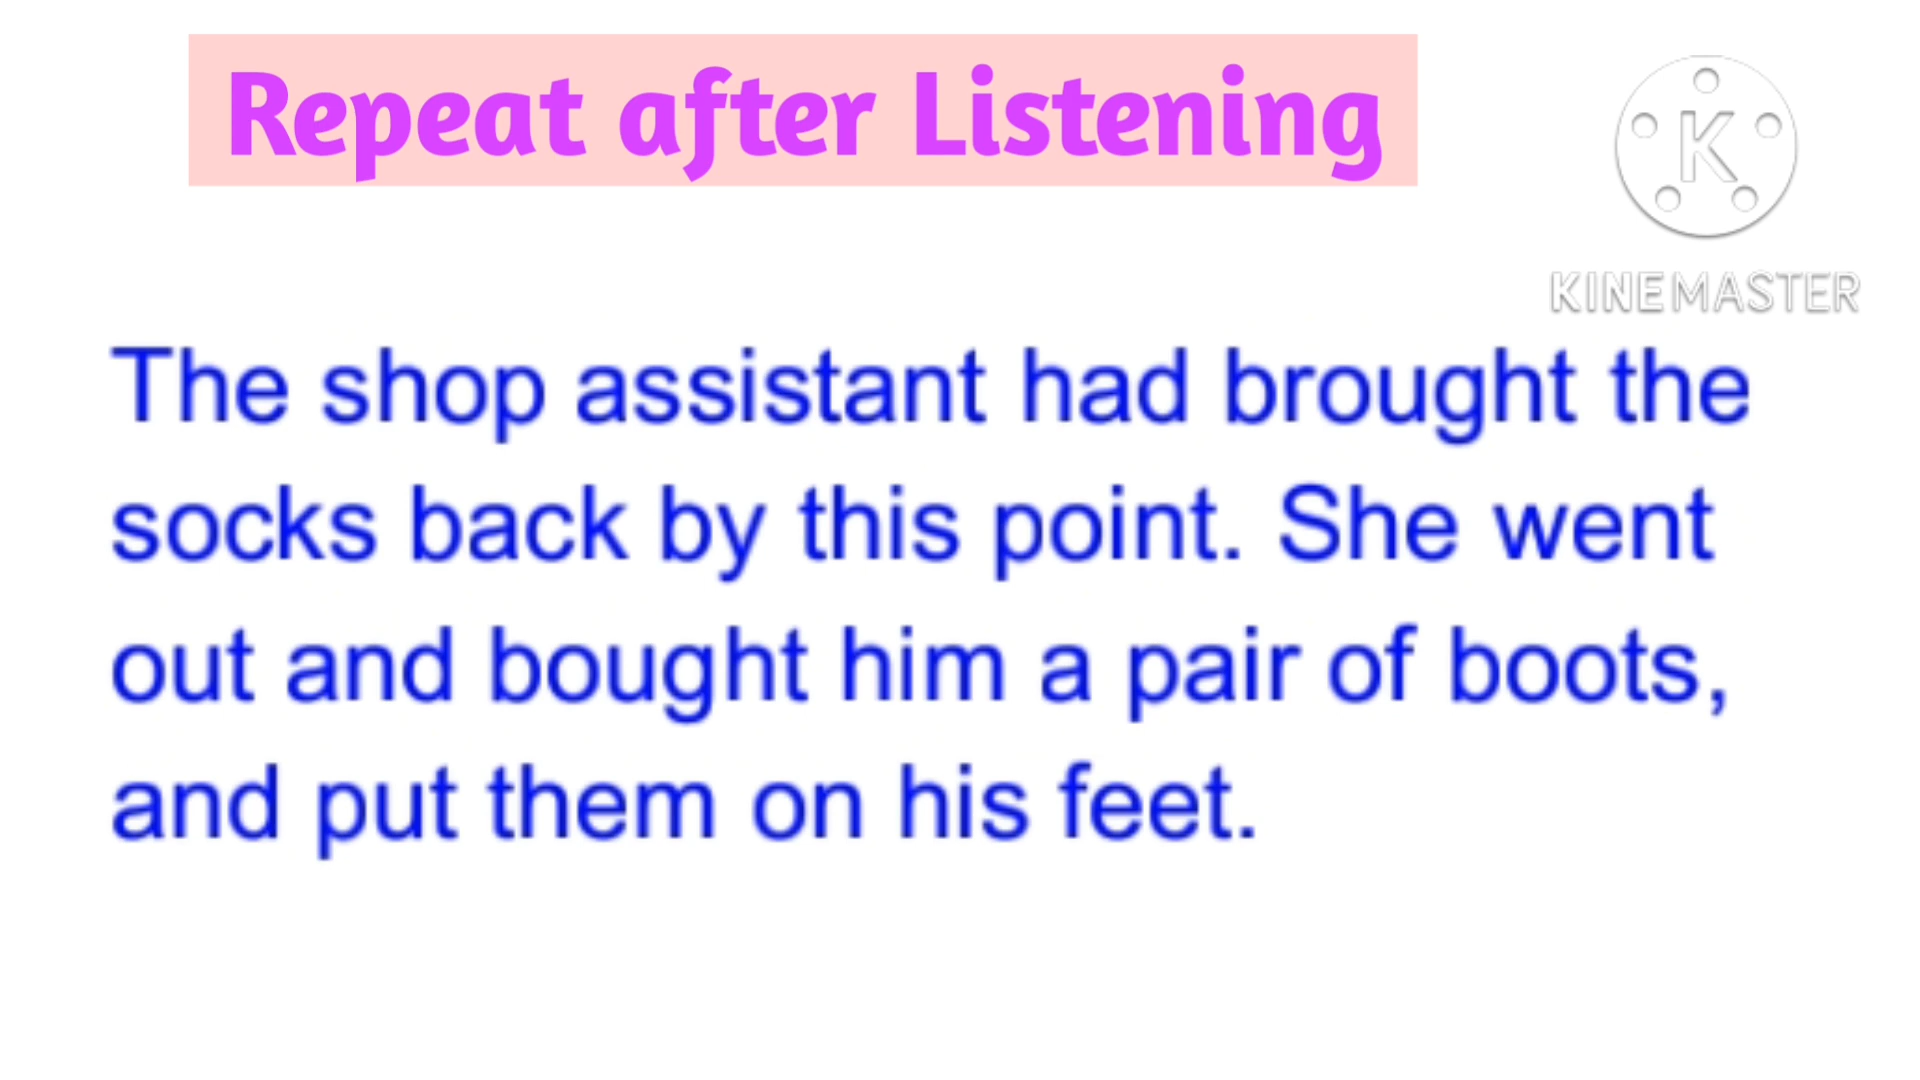 Repeat after Listening
K
KINEMASTER
The shop assistant had brought the
socks back by this point. She went
out and bought him a pair of boots,
and put them on his feet.